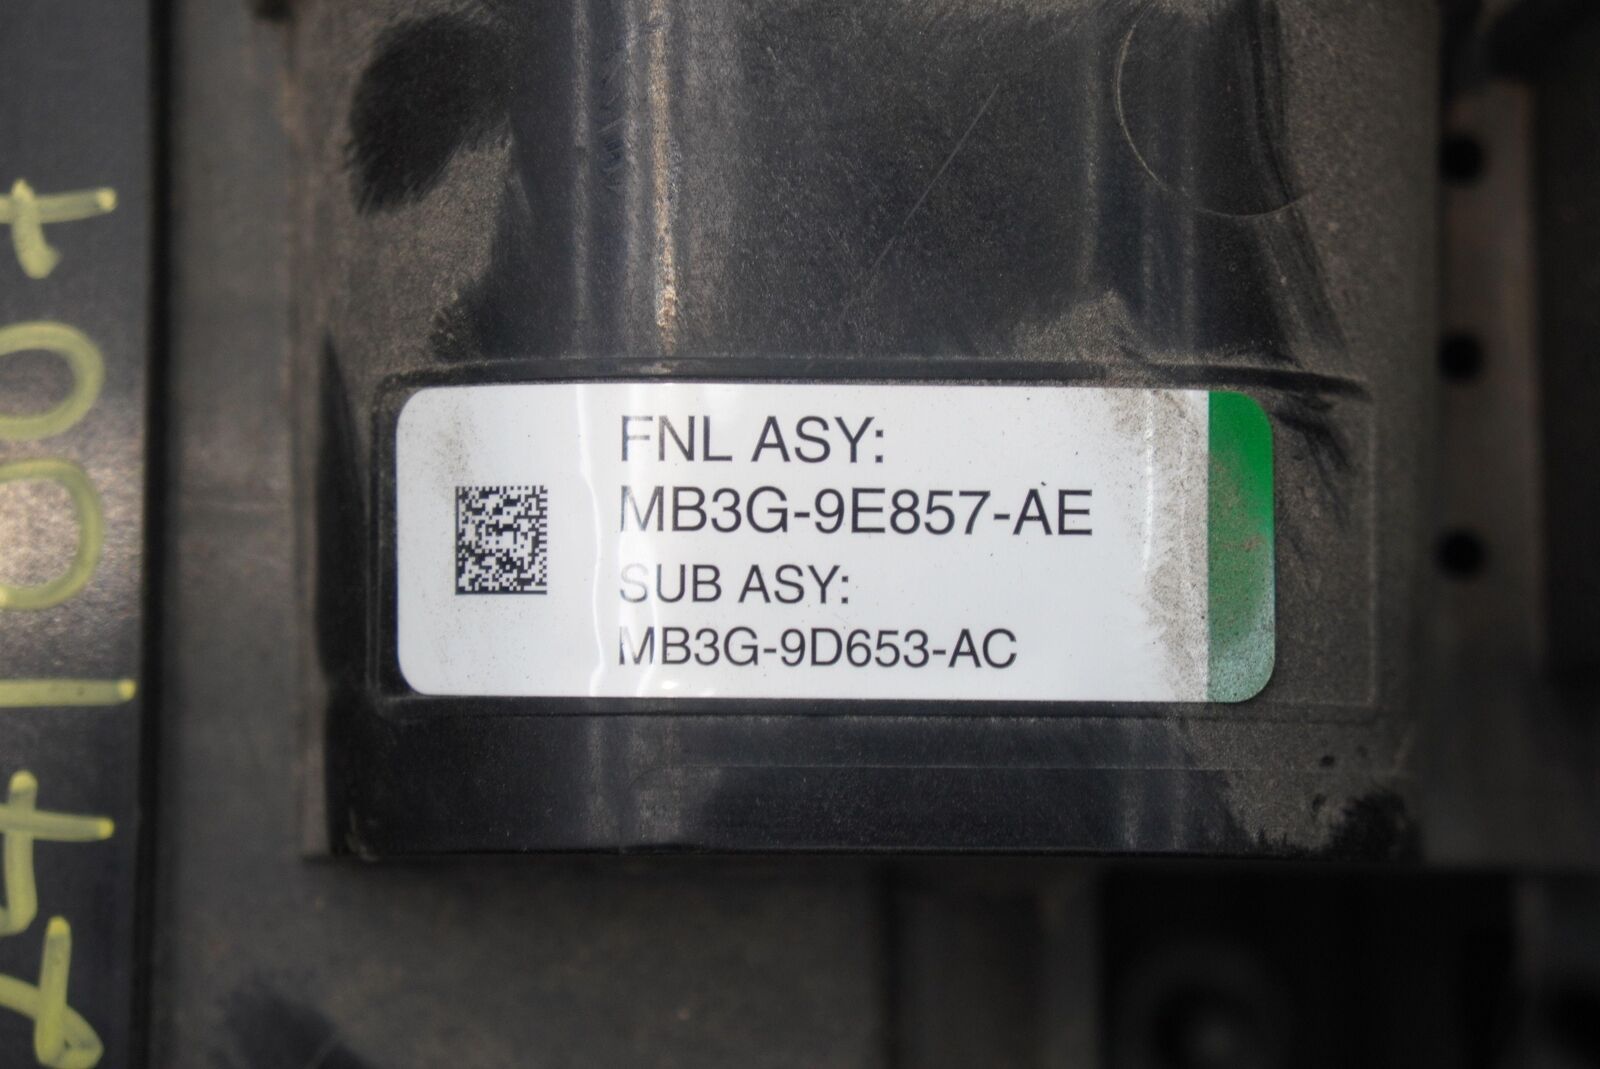 FNL ASY:
MB3G-9E857-AE
SUB ASY:
MB3G-9D653-AC